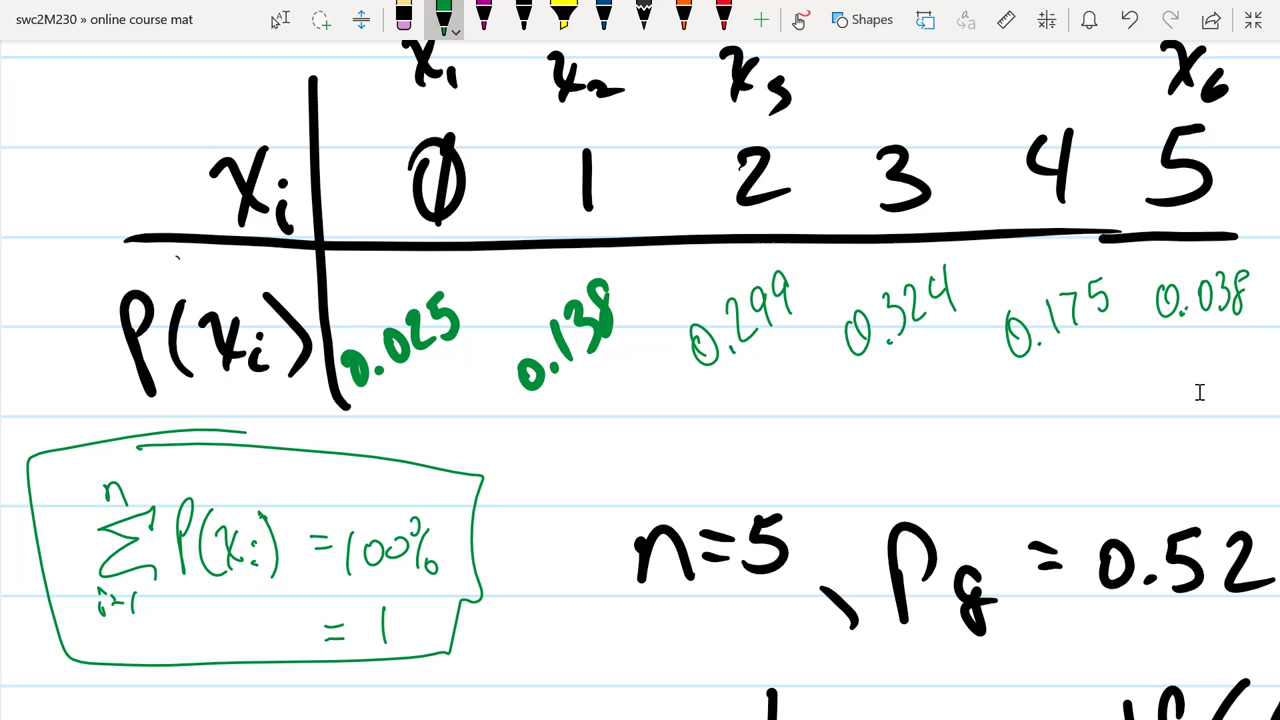 swc2M230 » online course mat
Shapes
x₁ x₂ x₃ x₆
xᵢ 0 1 2 3 4 5
P(xᵢ) 0.025 0.138 0.299 0.324 0.175 0.038
n
∑ P(xᵢ) = 100%
i=1
= 1
n=5, Pg = 0.52